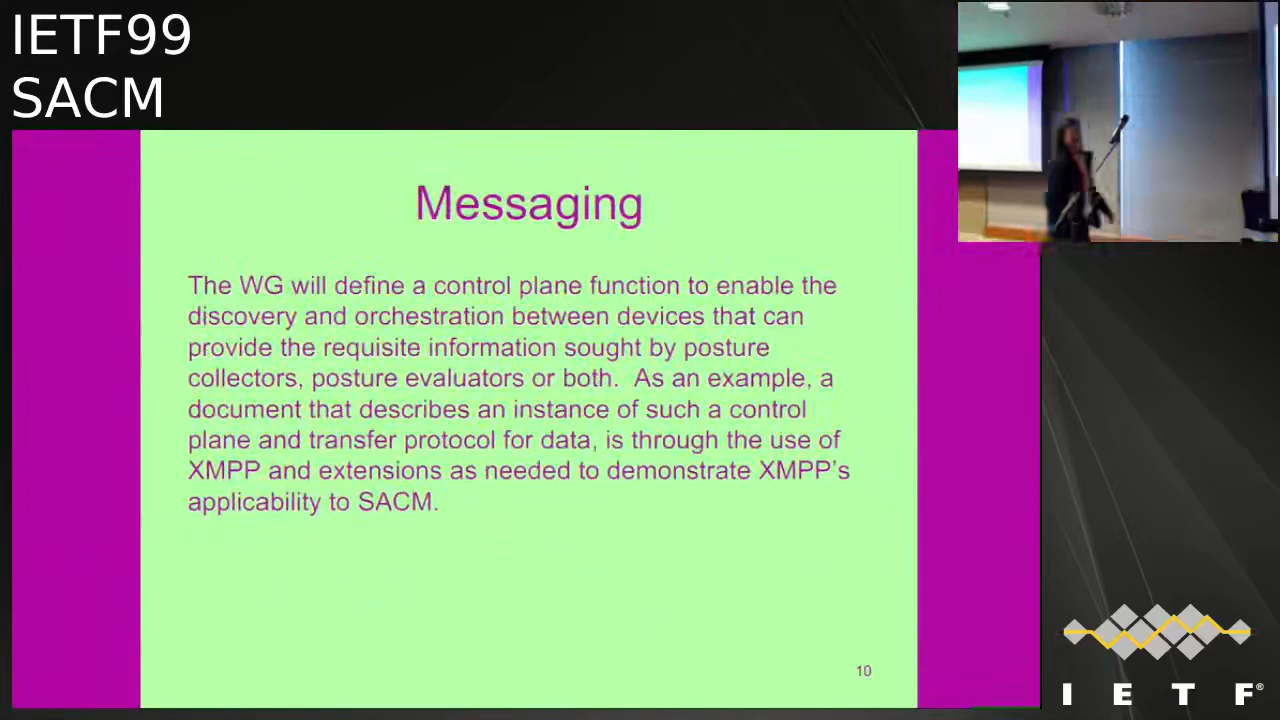 IETF99
SACM
Messaging
The WG will define a control plane function to enable the
discovery and orchestration between devices that can
provide the requisite information sought by posture
collectors, posture evaluators or both.  As an example, a
document that describes an instance of such a control
plane and transfer protocol for data, is through the use of
XMPP and extensions as needed to demonstrate XMPP’s
applicability to SACM.
10
I E T F®